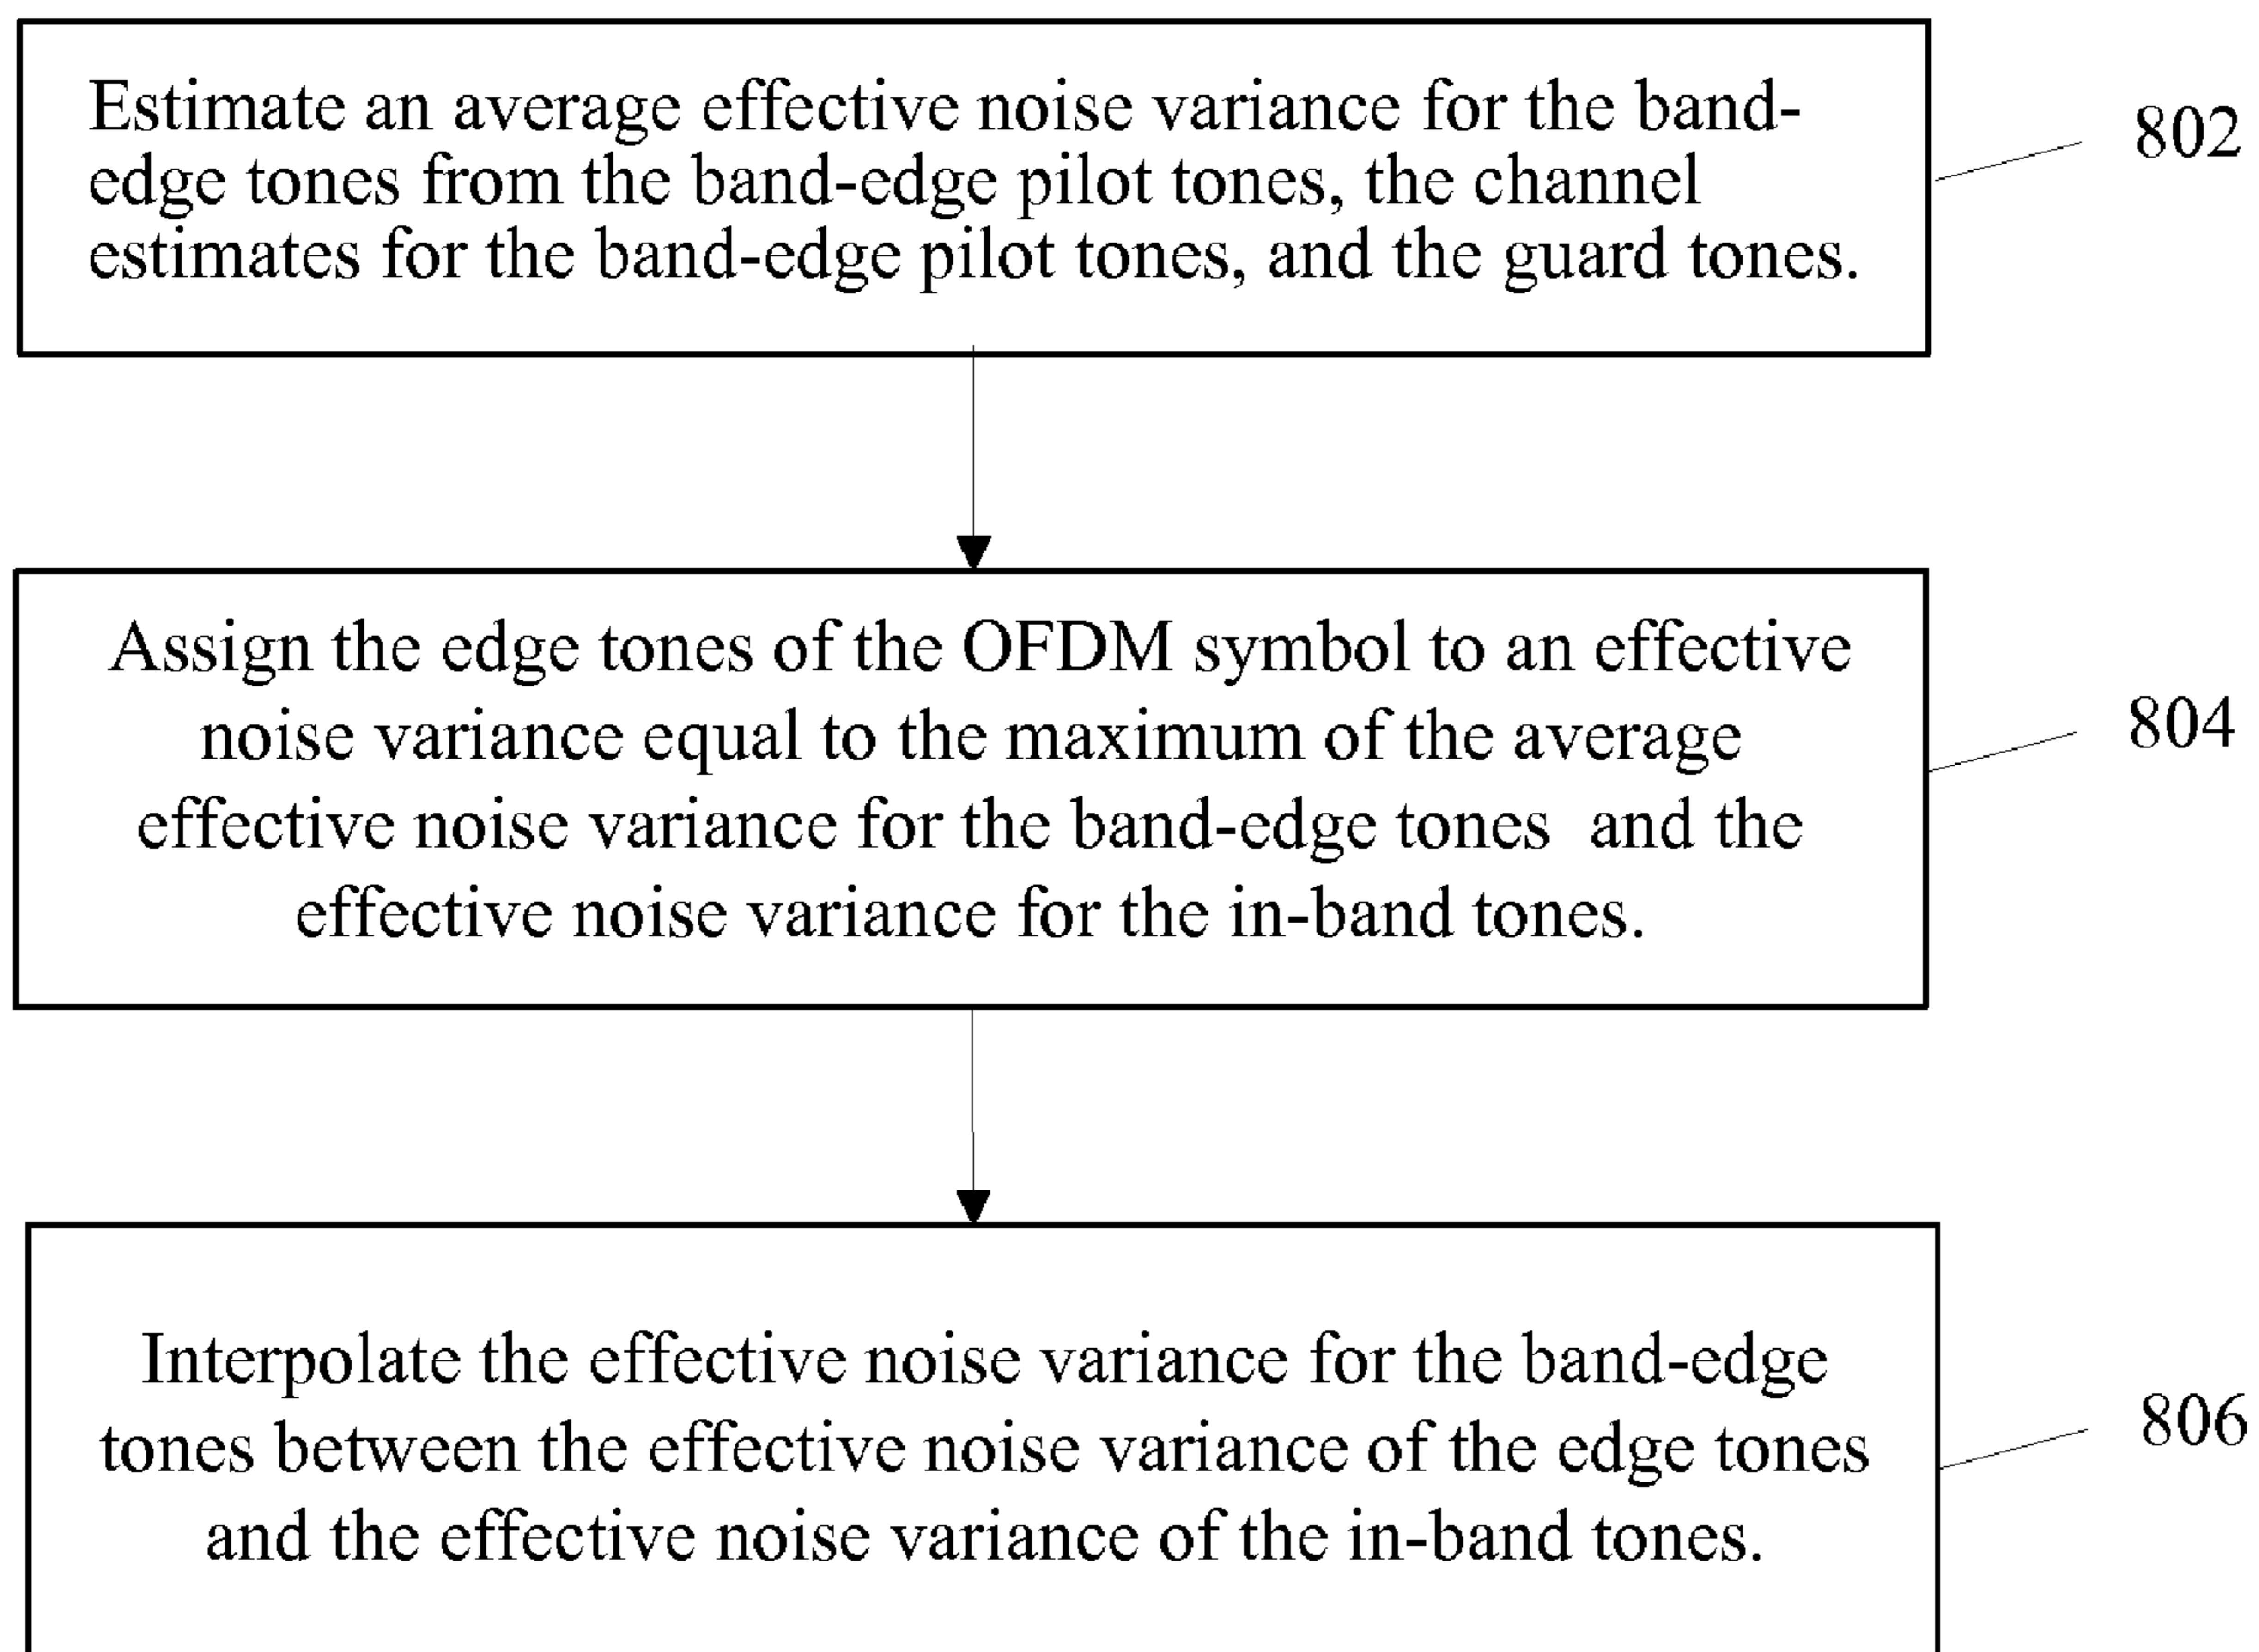 Estimate an average effective noise variance for the band-
edge tones from the band-edge pilot tones, the channel
estimates for the band-edge pilot tones, and the guard tones.
802
Assign the edge tones of the OFDM symbol to an effective
noise variance equal to the maximum of the average
effective noise variance for the band-edge tones and the
effective noise variance for the in-band tones.
804
Interpolate the effective noise variance for the band-edge
tones between the effective noise variance of the edge tones
and the effective noise variance of the in-band tones.
806